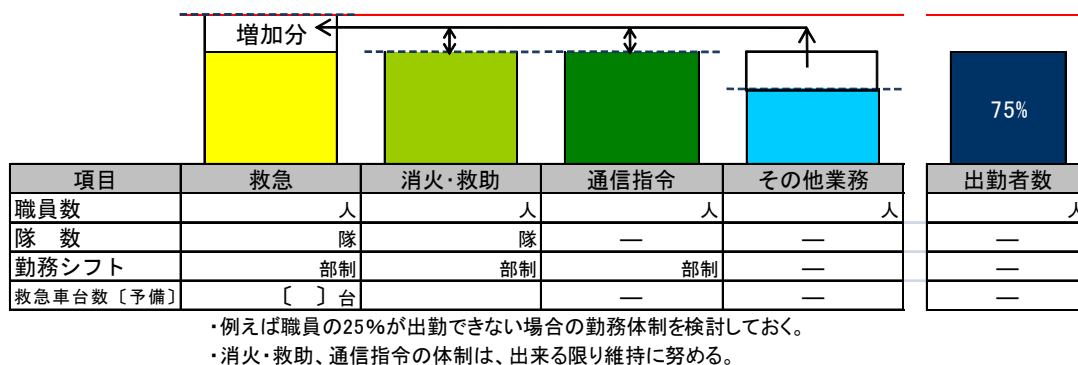 増加分
75%
項目 救急 消火・救助 通信指令 その他業務 出勤者数
職員数 人 人 人 人 人
隊 数 隊 隊 ― ― ―
勤務シフト 部制 部制 部制 ― ―
救急車台数〔予備〕 〔 〕台 ― ― ―
・例えば職員の25%が出勤できない場合の勤務体制を検討しておく。
・消火・救助、通信指令の体制は、出来る限り維持に努める。